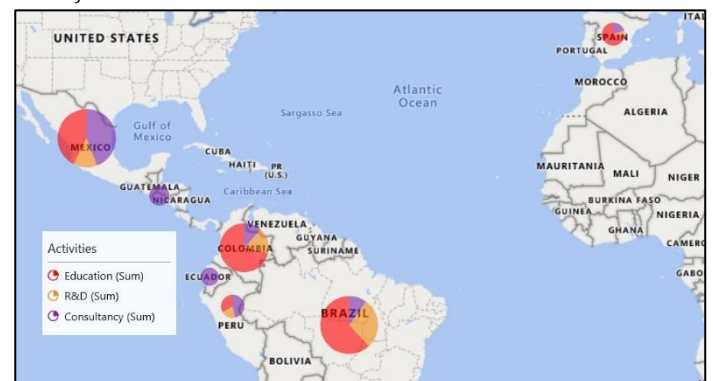 UNITED STATES
ITAL
SPAIN
PORTUGAL
Atlantic
Ocean
MOROCCO
Sargasso Sea
ALGERIA
Gulf of
Mexico
MEXICO
CUBA
HAITI
PR
(U.S.)
MAURITANIA
MALI
NIGER
GUATEMALA
NICARAGUA
Caribbean Sea
BURKINA FASO
GUINEA
NIGERIA
GHANA
VENEZUELA
GUYANA
SURINAME
COLOMBIA
CAMERO
Activities
Education (Sum)
R&D (Sum)
Consultancy (Sum)
ECUADOR
GABO
PERU
BRAZIL
BOLIVIA